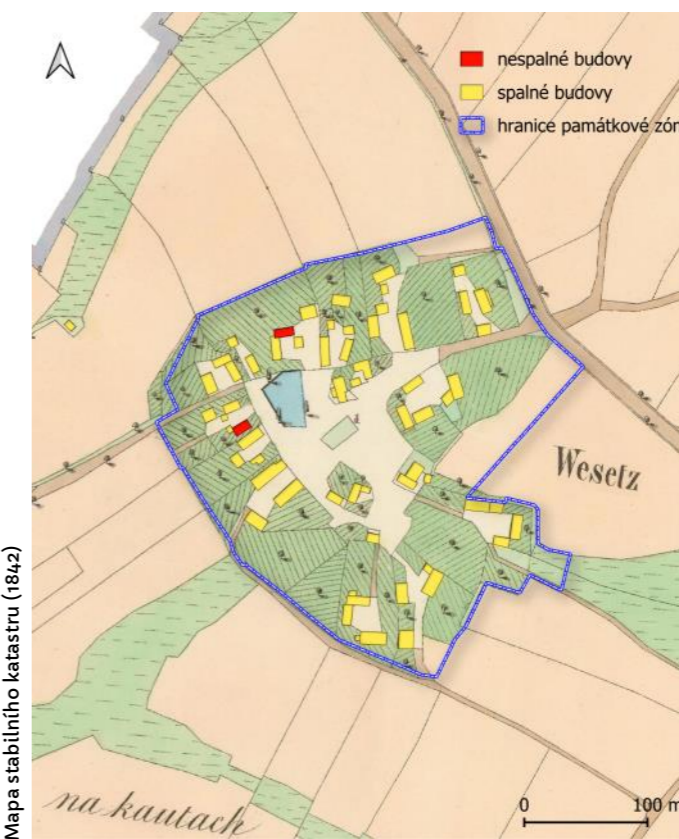 nespalné budovy
spalné budovy
hranice památkové zón
Wesetz
na kautach
0 100 m
Mapa stabilního katastru (1842)